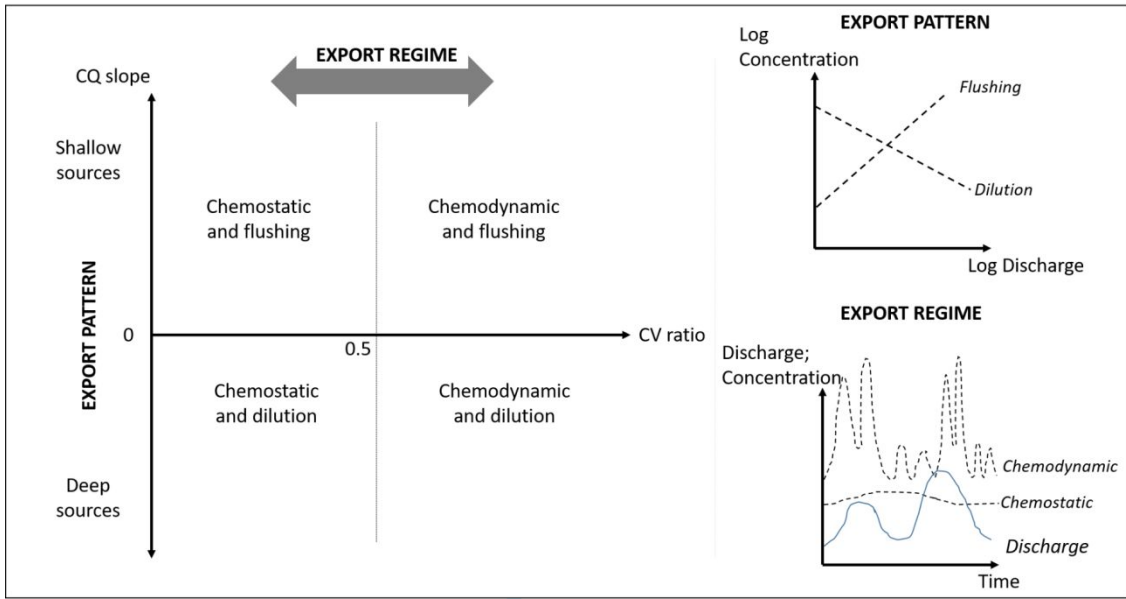 EXPORT REGIME
CQ slope
Shallow
sources
Chemostatic
and flushing
Chemodynamic
and flushing
EXPORT PATTERN
0
0.5
CV ratio
Chemostatic
and dilution
Chemodynamic
and dilution
Deep
sources
EXPORT PATTERN
Log
Concentration
Flushing
Dilution
Log Discharge
EXPORT REGIME
Discharge;
Concentration
Chemodynamic
Chemostatic
Discharge
Time